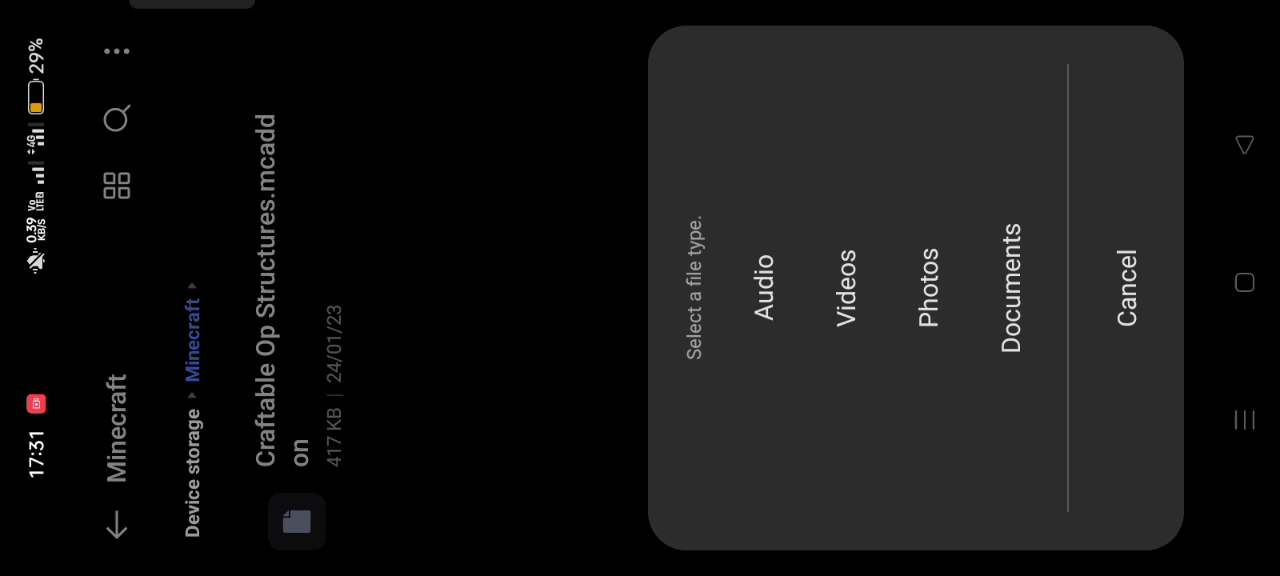 17:31
0.39 KB/S
Vo LTE2
4G
29%
Minecraft
Device storage
Minecraft
Craftable Op Structures.mcadd
on
417 KB | 24/01/23
Select a file type.
Audio
Videos
Photos
Documents
Cancel